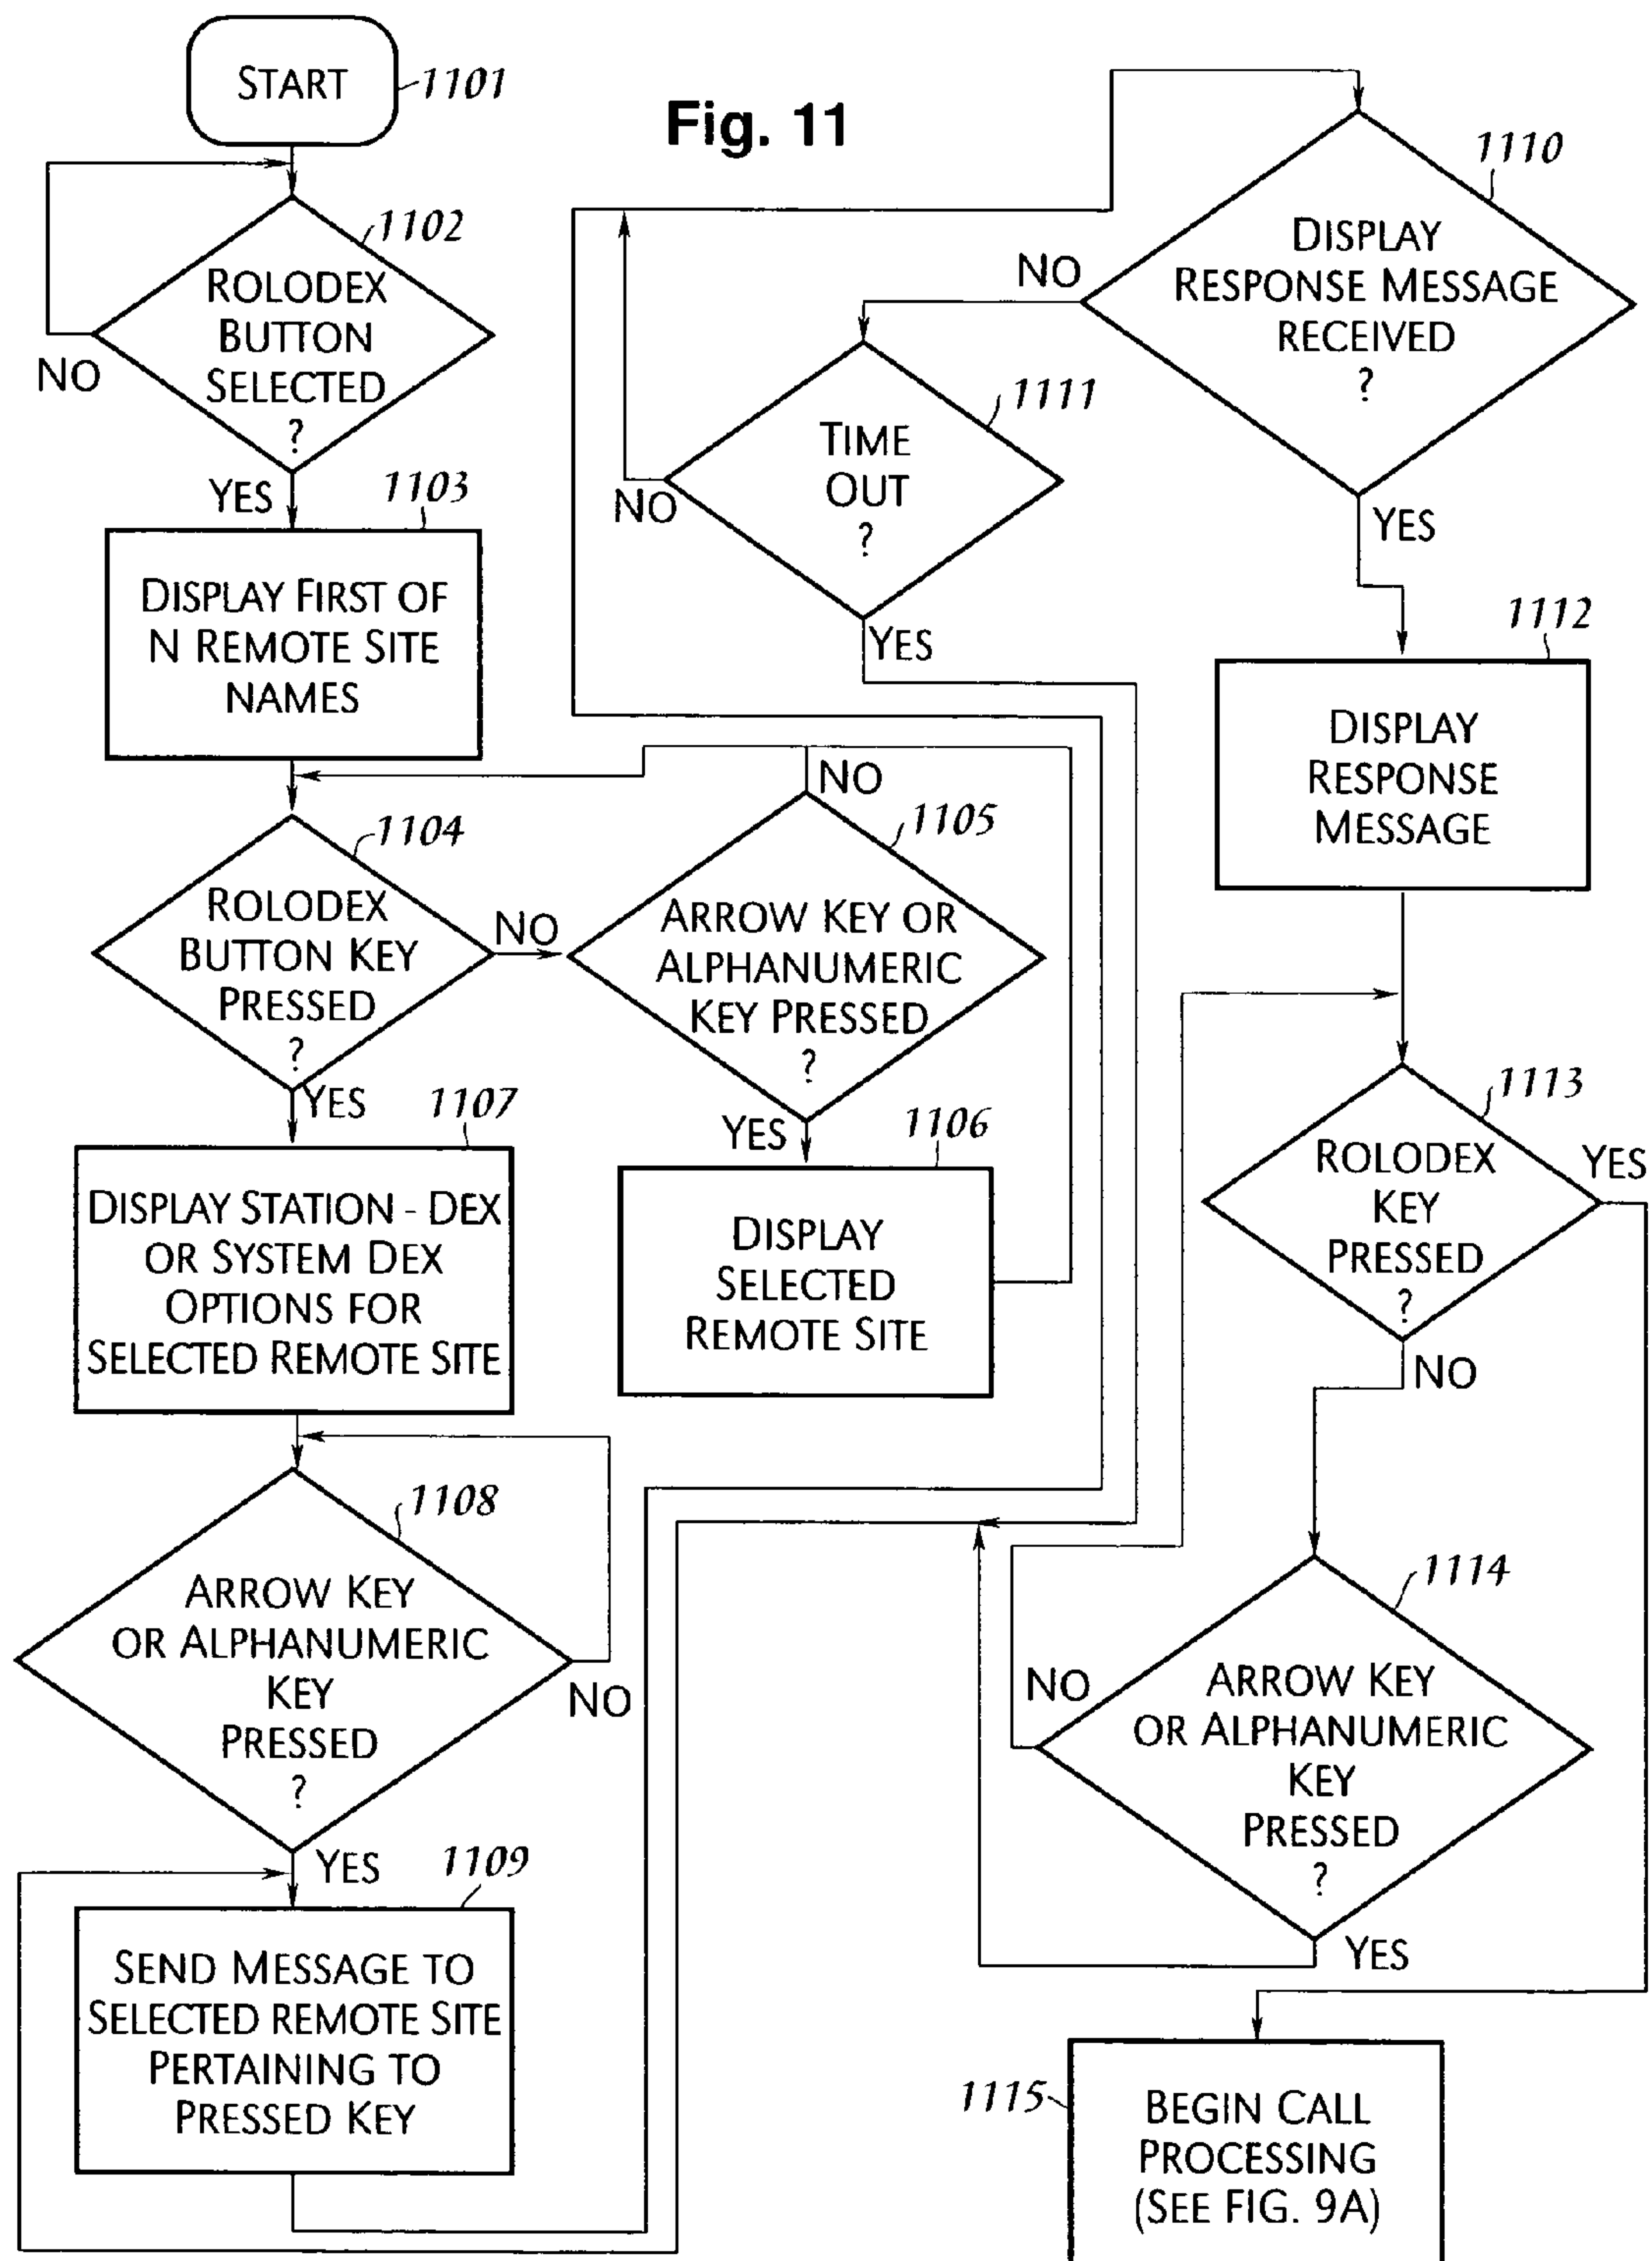 START
1101
Fig. 11
1102
ROLODEX
BUTTON
SELECTED
?
NO
YES
1103
DISPLAY FIRST OF
N REMOTE SITE
NAMES
1104
ROLODEX
BUTTON KEY
PRESSED
?
NO
YES
1105
NO
ARROW KEY OR
ALPHANUMERIC
KEY PRESSED
?
YES
1106
DISPLAY
SELECTED
REMOTE SITE
1107
DISPLAY STATION - DEX
OR SYSTEM DEX
OPTIONS FOR
SELECTED REMOTE SITE
1108
ARROW KEY
OR ALPHANUMERIC
KEY
PRESSED
?
NO
YES
1109
SEND MESSAGE TO
SELECTED REMOTE SITE
PERTAINING TO
PRESSED KEY
1110
DISPLAY
RESPONSE MESSAGE
RECEIVED
?
NO
YES
1111
TIME
OUT
?
NO
YES
1112
DISPLAY
RESPONSE
MESSAGE
1113
ROLODEX
KEY
PRESSED
?
YES
NO
1114
ARROW KEY
OR ALPHANUMERIC
KEY
PRESSED
?
NO
YES
1115
BEGIN CALL
PROCESSING
(SEE FIG. 9A)